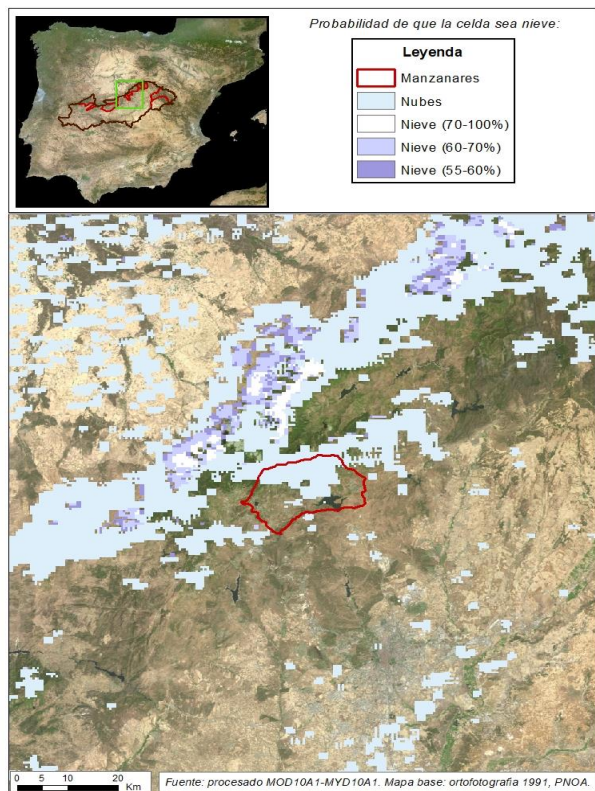 Probabilidad de que la celda sea nieve:
Leyenda
Manzanares
Nubes
Nieve (70-100%)
Nieve (60-70%)
Nieve (55-60%)
0 5 10 20
Km
Fuente: procesado MOD10A1-MYD10A1. Mapa base: ortofotografia 1991, PNOA.